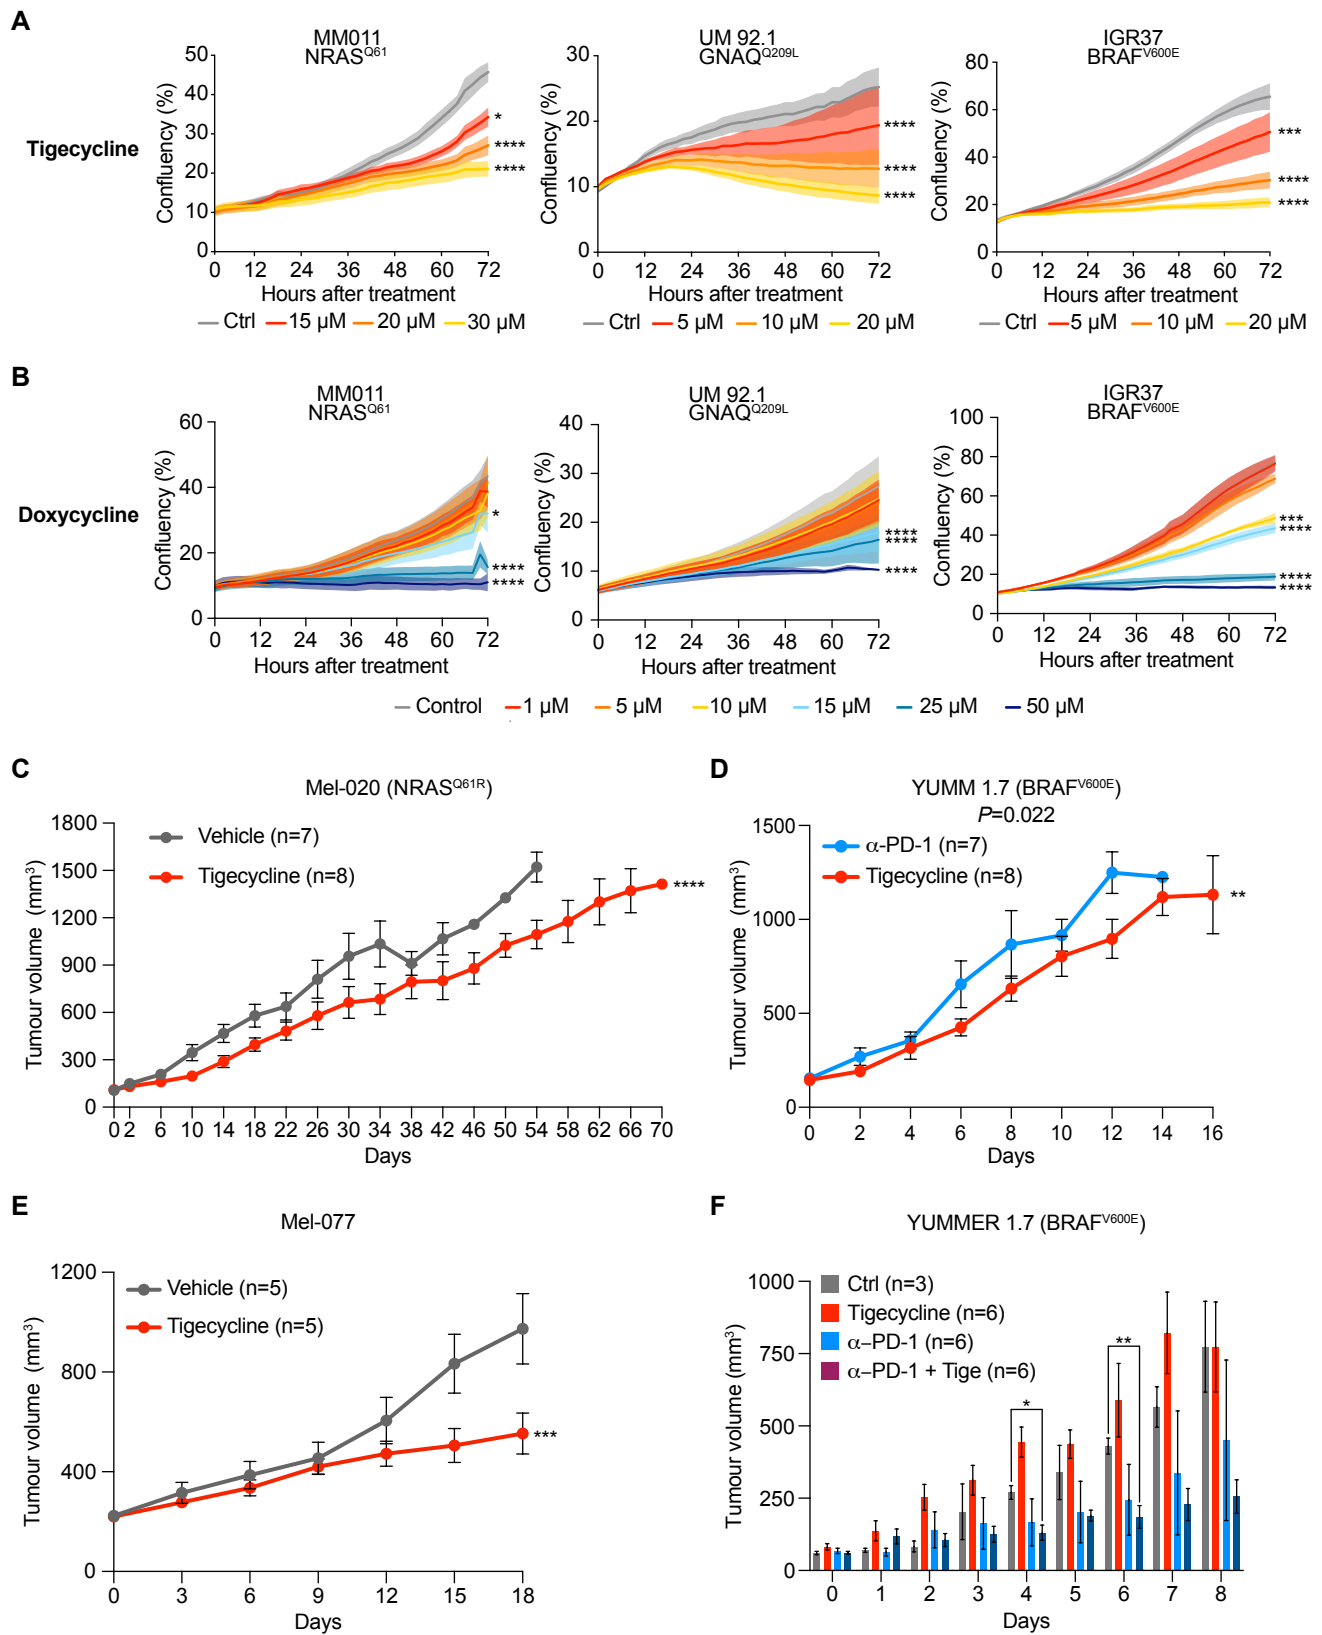 A
MM011
NRASQ61
UM 92.1
GNAQQ209L
IGR37
BRAFV600E
Tigecycline
Confluency (%)
50
40
30
20
10
0
0 12 24 36 48 60 72
Hours after treatment
Ctrl 15 µM 20 µM 30 µM
*
****
****
Confluency (%)
30
20
10
0
0 12 24 36 48 60 72
Hours after treatment
Ctrl 5 µM 10 µM 20 µM
****
****
****
Confluency (%)
80
60
40
20
0
0 12 24 36 48 60 72
Hours after treatment
Ctrl 5 µM 10 µM 20 µM
***
****
****
B
MM011
NRASQ61
UM 92.1
GNAQQ209L
IGR37
BRAFV600E
Doxycycline
Confluency (%)
60
40
20
0
0 12 24 36 48 60 72
Hours after treatment
*
****
****
Confluency (%)
40
30
20
10
0
0 12 24 36 48 60 72
Hours after treatment
****
****
****
Confluency (%)
100
80
60
40
20
0
0 12 24 36 48 60 72
Hours after treatment
***
****
****
****
Control 1 µM 5 µM 10 µM 15 µM 25 µM 50 µM
C
Mel-020 (NRASQ61R)
Vehicle (n=7)
Tigecycline (n=8)
Tumour volume (mm3)
1800
1500
1200
900
600
300
0
0 2 6 10 14 18 22 26 30 34 38 42 46 50 54 58 62 66 70
Days
****
D
YUMM 1.7 (BRAFV600E)
P=0.022
α-PD-1 (n=7)
Tigecycline (n=8)
Tumour volume (mm3)
1500
1000
500
0
0 2 4 6 8 10 12 14 16
Days
**
E
Mel-077
Vehicle (n=5)
Tigecycline (n=5)
Tumour volume (mm3)
1200
800
400
0
0 3 6 9 12 15 18
Days
***
F
YUMMER 1.7 (BRAFV600E)
Ctrl (n=3)
Tigecycline (n=6)
α–PD-1 (n=6)
α–PD-1 + Tige (n=6)
Tumour volume (mm3)
1000
750
500
250
0
0 1 2 3 4 5 6 7 8
Days
*
**